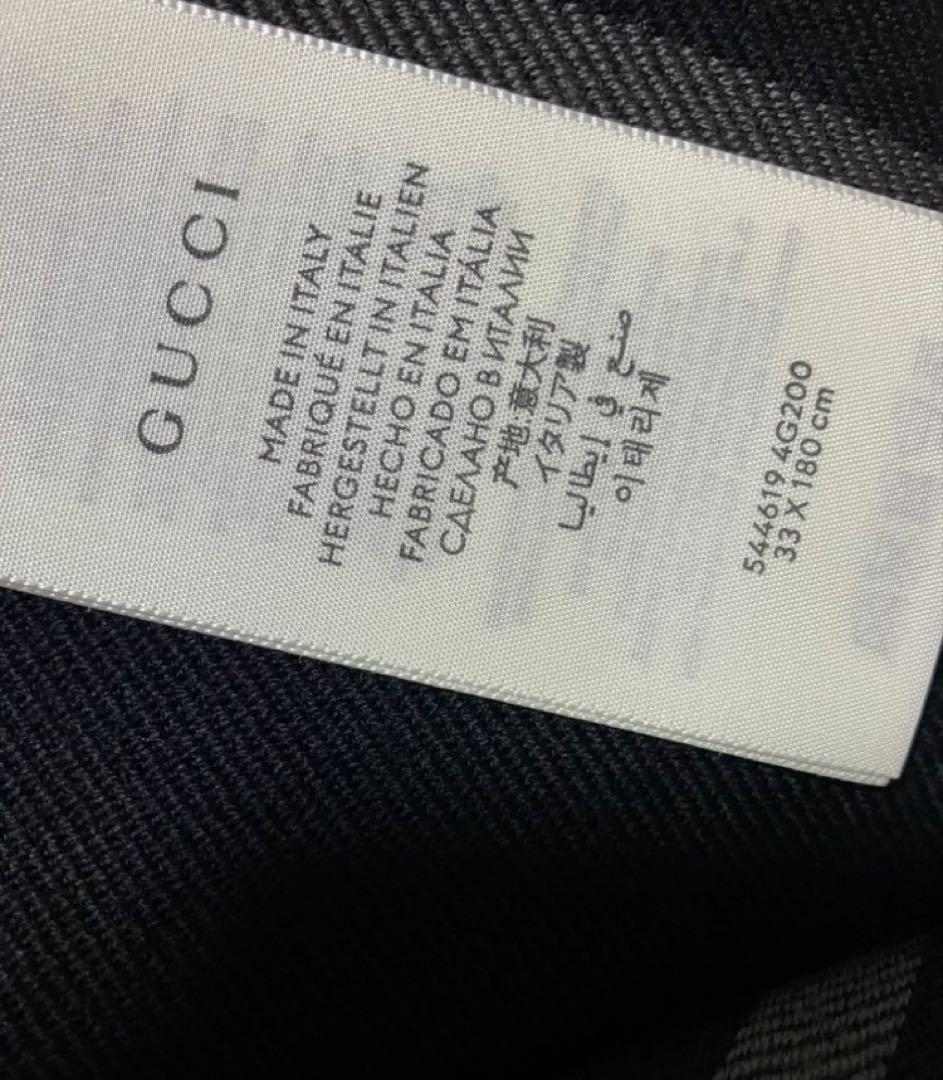 GUCCI
MADE IN ITALY
FABRIQUÉ EN ITALIE
HERGESTELLT IN ITALIEN
HECHO EN ITALIA
FABRICADO EM ITÁLIA
СДЕЛАНО В ИТАЛИИ
产地:意大利
イタリア製
صنع في إيطاليا
이태리제
544619 4G200
33 X 180 cm